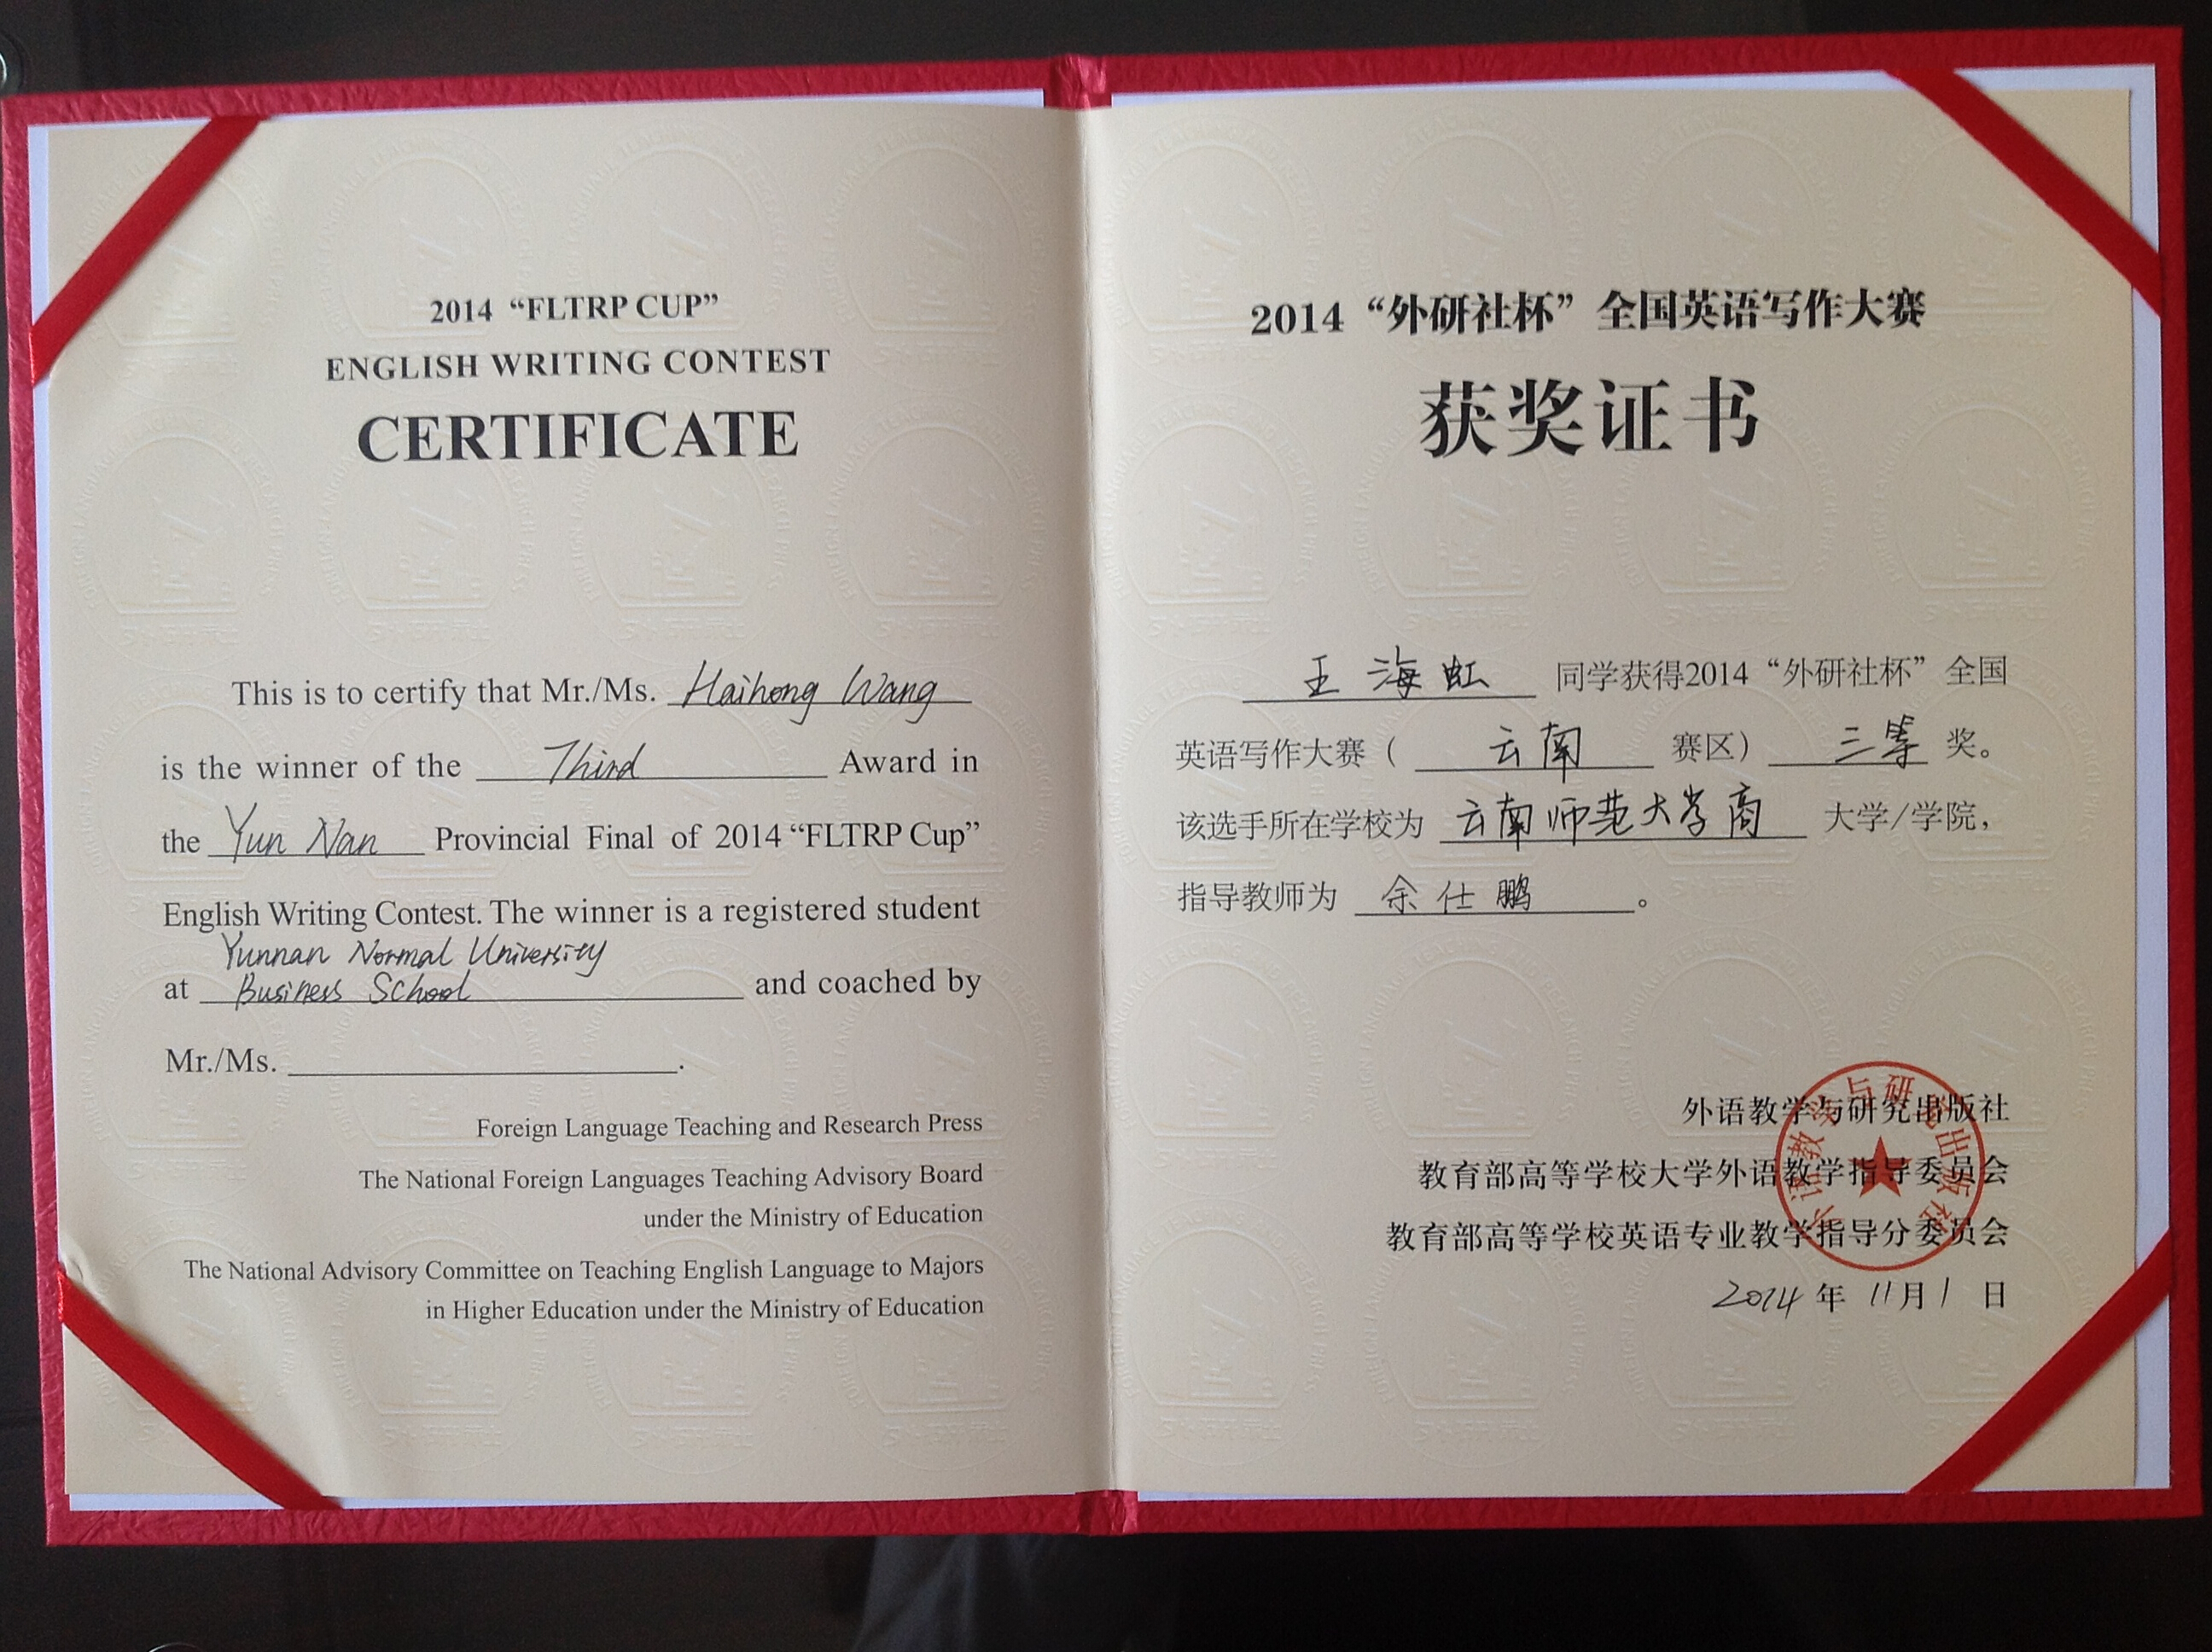 2014 “FLTRP CUP”
ENGLISH WRITING CONTEST
CERTIFICATE
This is to certify that Mr./Ms. Haihong Wang
is the winner of the Third Award in
the Yun Nan Provincial Final of 2014 “FLTRP Cup”
English Writing Contest. The winner is a registered student
Yunnan Normal University
at Business School and coached by
Mr./Ms.
Foreign Language Teaching and Research Press
The National Foreign Languages Teaching Advisory Board
under the Ministry of Education
The National Advisory Committee on Teaching English Language to Majors
in Higher Education under the Ministry of Education
2014 “外研社杯” 全国英语写作大赛
获奖证书
王海虹 同学获得2014 “外研社杯” 全国
英语写作大赛（ 云南 赛区） 三等 奖。
该选手所在学校为 云南师范大学商 大学/学院，
指导教师为 余仕鹏 。
外语教学与研究出版社
教育部高等学校大学外语教学指导委员会
教育部高等学校英语专业教学指导分委员会
2014 年 11 月 1 日
外语教学与研究出版社